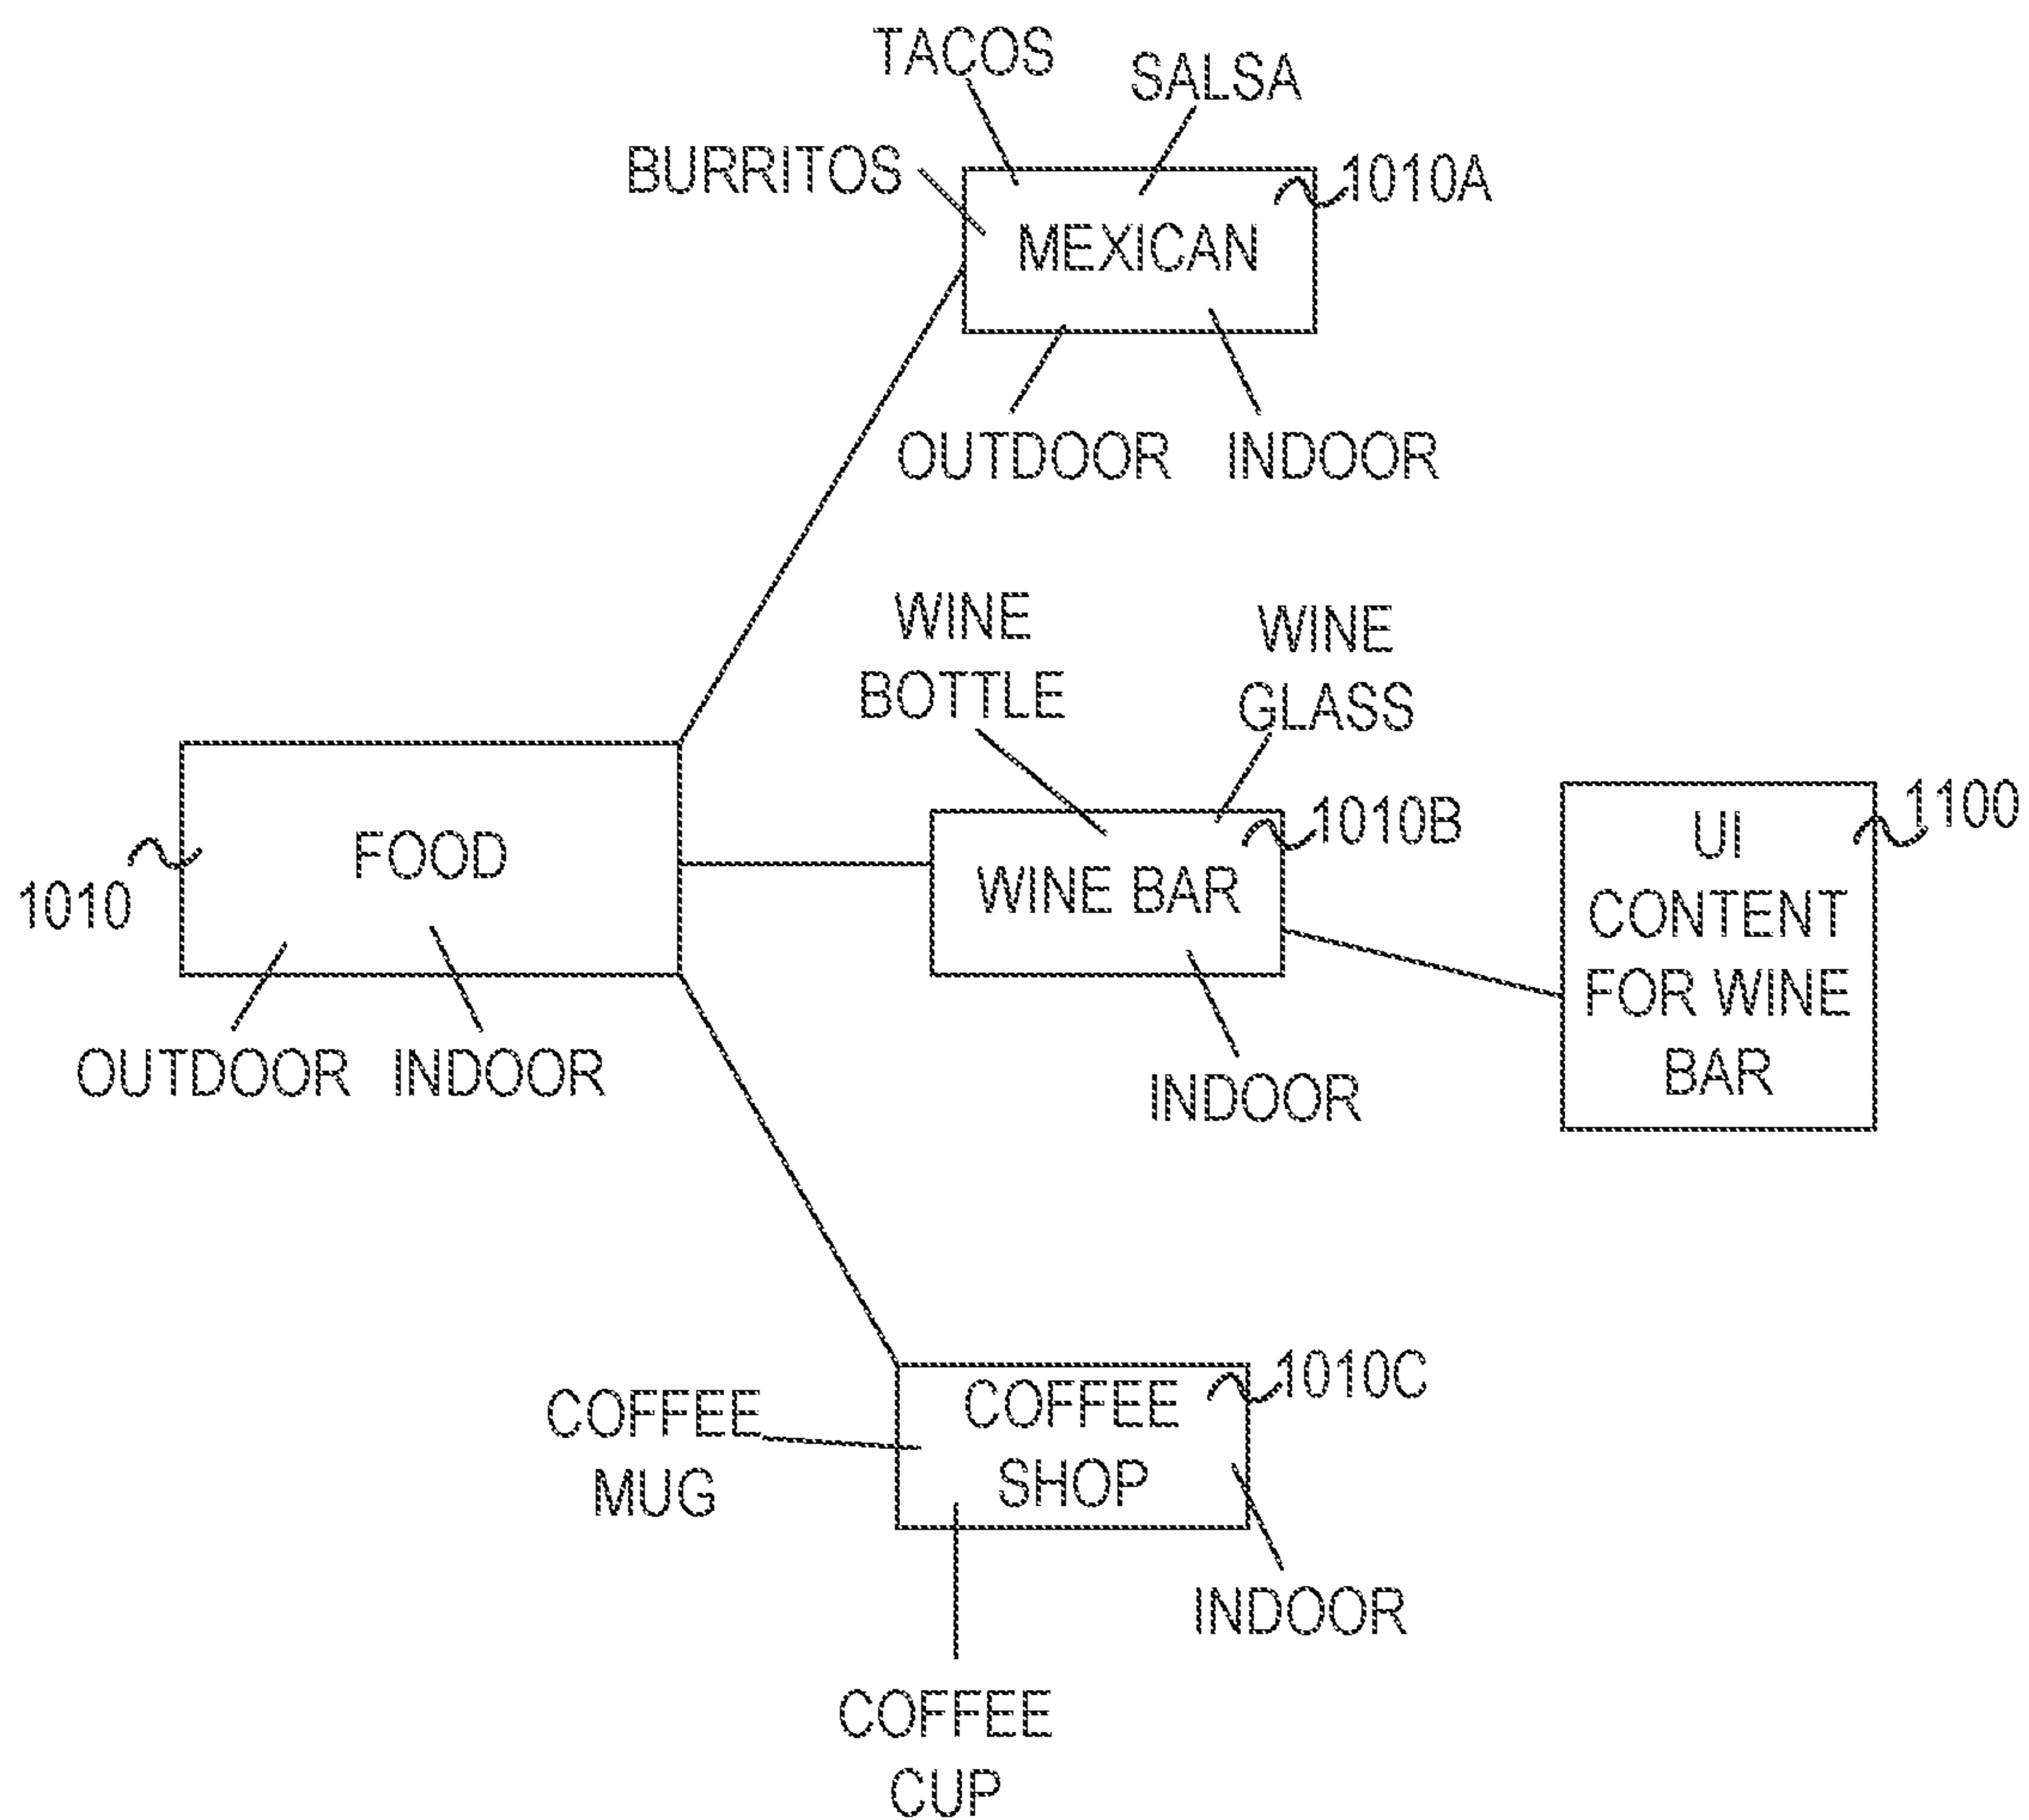 TACOS
SALSA
BURRITOS
1010A
MEXICAN
OUTDOOR
INDOOR
WINE
BOTTLE
WINE
GLASS
1010B
WINE BAR
INDOOR
1100
UI
CONTENT
FOR WINE
BAR
FOOD
1010
OUTDOOR
INDOOR
1010C
COFFEE
SHOP
COFFEE
MUG
INDOOR
COFFEE
CUP